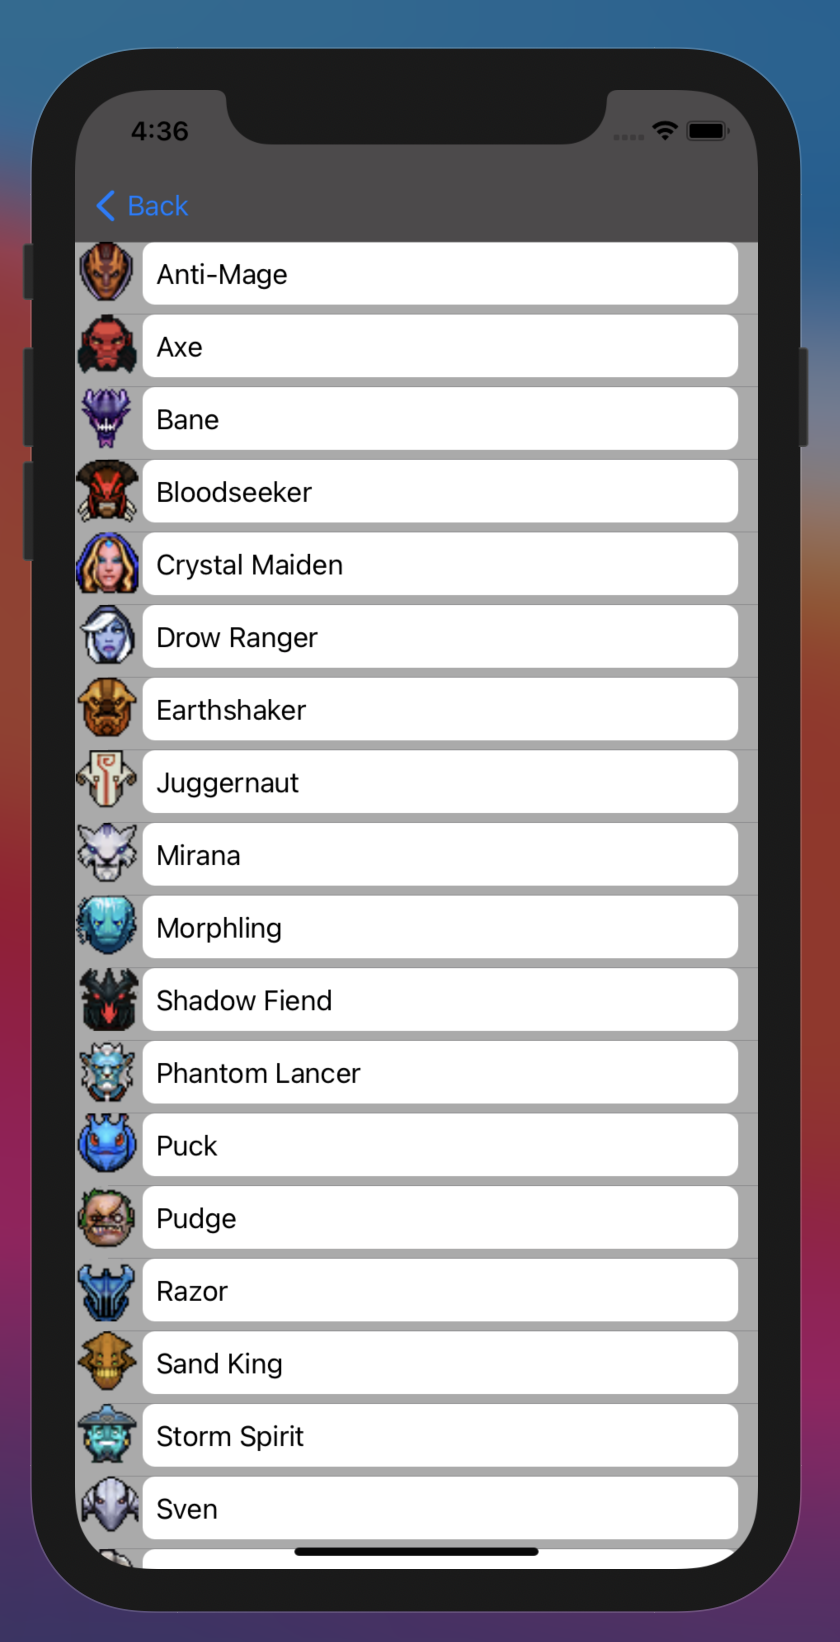 4:36
Back
Anti-Mage
Axe
Bane
Bloodseeker
Crystal Maiden
Drow Ranger
Earthshaker
Juggernaut
Mirana
Morphling
Shadow Fiend
Phantom Lancer
Puck
Pudge
Razor
Sand King
Storm Spirit
Sven